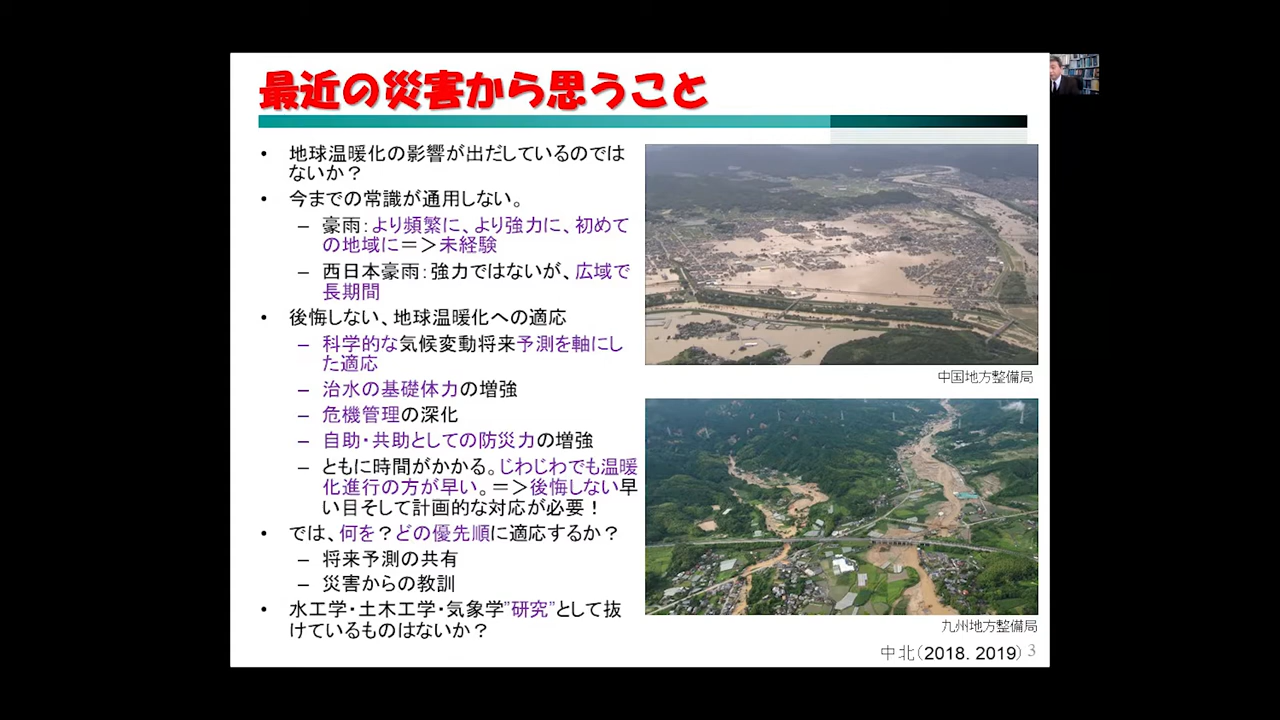 最近の災害から思うこと
• 地球温暖化の影響が出だしているのでは
ないか？
• 今までの常識が通用しない。
– 豪雨：より頻繁に、より強力に、初めて
の地域に＝＞未経験
– 西日本豪雨：強力ではないが、広域で
長期間
• 後悔しない、地球温暖化への適応
– 科学的な気候変動将来予測を軸にし
た適応
– 治水の基礎体力の増強
– 危機管理の深化
– 自助・共助としての防災力の増強
– ともに時間がかかる。じわじわでも温暖
化進行の方が早い。＝＞後悔しない早
い目そして計画的な対応が必要！
• では、何を？どの優先順に適応するか？
– 将来予測の共有
– 災害からの教訓
• 水工学・土木工学・気象学”研究”として抜
けているものはないか？
中国地方整備局
九州地方整備局
中北（2018. 2019） 3